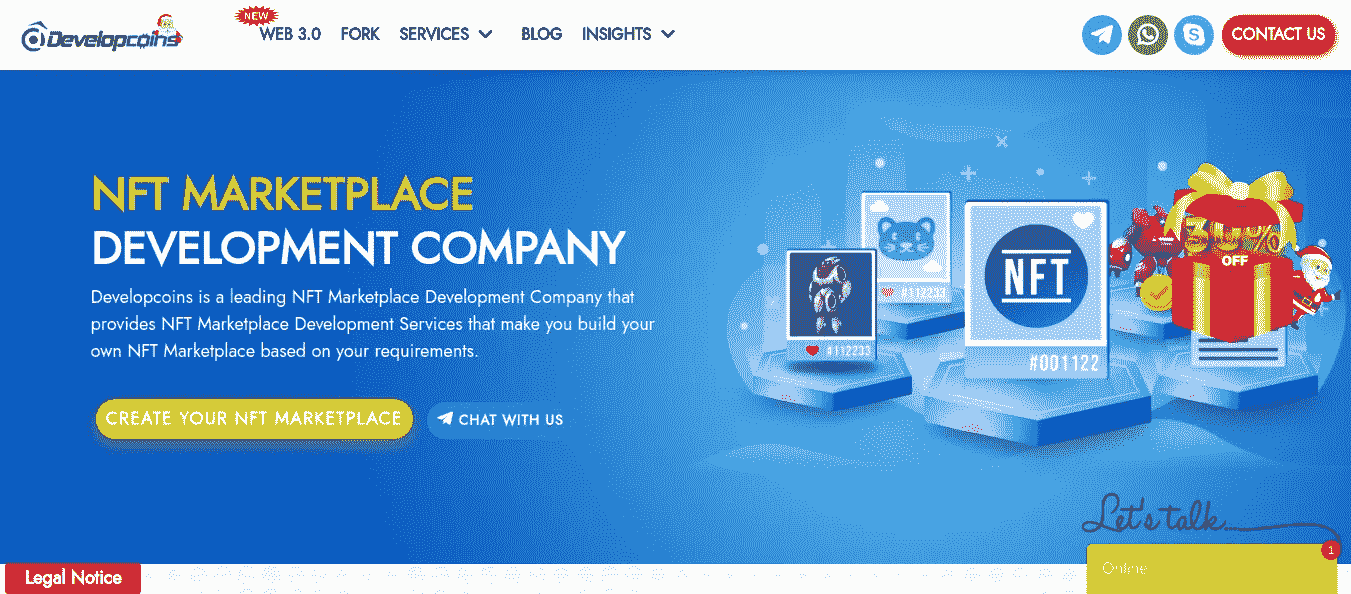 Developcoins
NEW
WEB 3.0 FORK SERVICES BLOG INSIGHTS
CONTACT US
NFT MARKETPLACE
DEVELOPMENT COMPANY
Developcoins is a leading NFT Marketplace Development Company that
provides NFT Marketplace Development Services that make you build your
own NFT Marketplace based on your requirements.
CREATE YOUR NFT MARKETPLACE
CHAT WITH US
#112233
#112233
NFT
#001122
OFF
Let's talk....
1
Online
Legal Notice